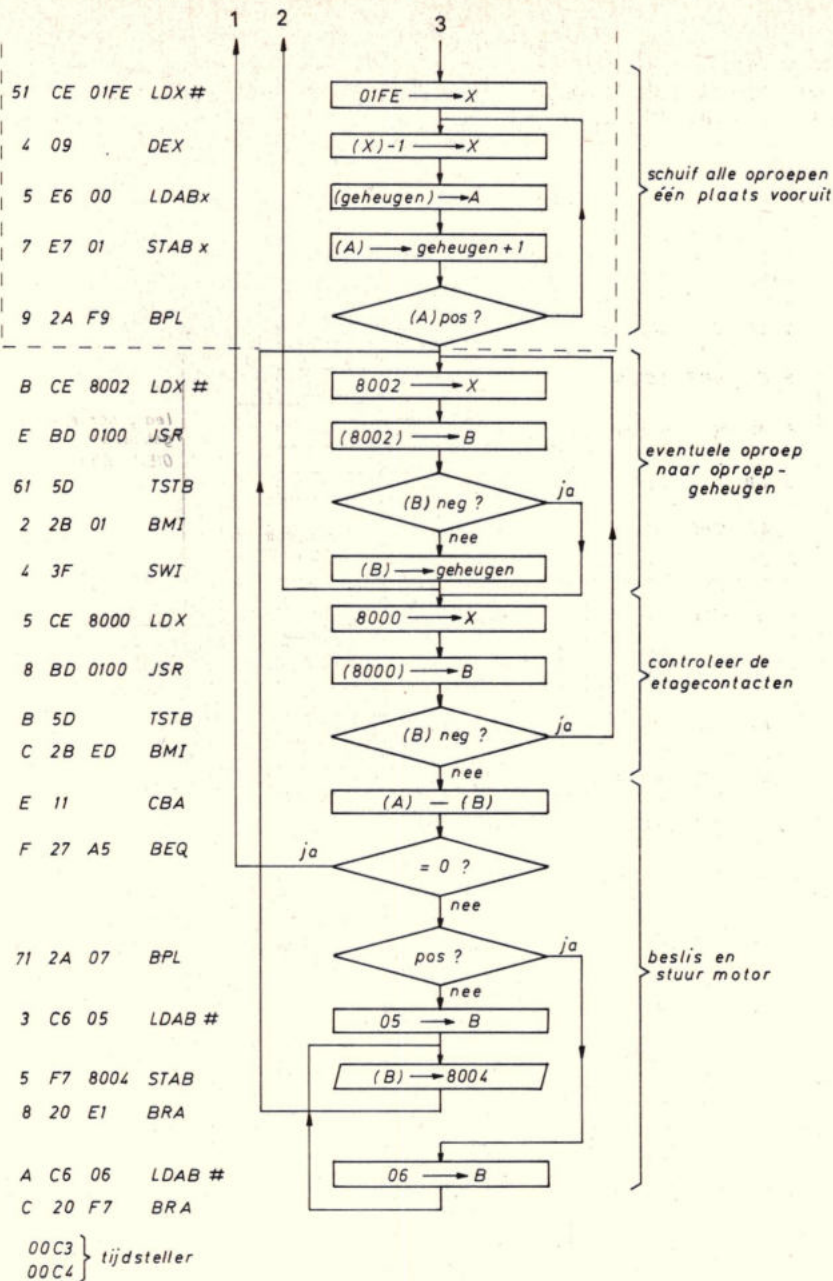 1 2 3
51 CE 01FE LDX # 01FE → X
4 09 DEX (X)-1 → X
5 E6 00 LDABx (geheugen) → A
7 E7 01 STAB x (A) → geheugen + 1
9 2A F9 BPL (A) pos ?
schuif alle oproepen
één plaats vooruit
B CE 8002 LDX # 8002 → X
E BD 0100 JSR (8002) → B
61 5D TSTB (B) neg ? ja
2 2B 01 BMI nee
4 3F SWI (B) → geheugen
eventuele oproep
naar oproep-
geheugen
5 CE 8000 LDX 8000 → X
8 BD 0100 JSR (8000) → B
B 5D TSTB (B) neg ? ja
C 2B ED BMI nee
controleer de
etagecontacten
E 11 CBA (A) — (B)
F 27 A5 BEQ ja = 0 ?
nee
71 2A 07 BPL pos ? ja
nee
3 C6 05 LDAB # 05 → B
5 F7 8004 STAB (B) → 8004
8 20 E1 BRA
A C6 06 LDAB # 06 → B
C 20 F7 BRA
beslis en
stuur motor
00C3
00C4 } tijdsteller